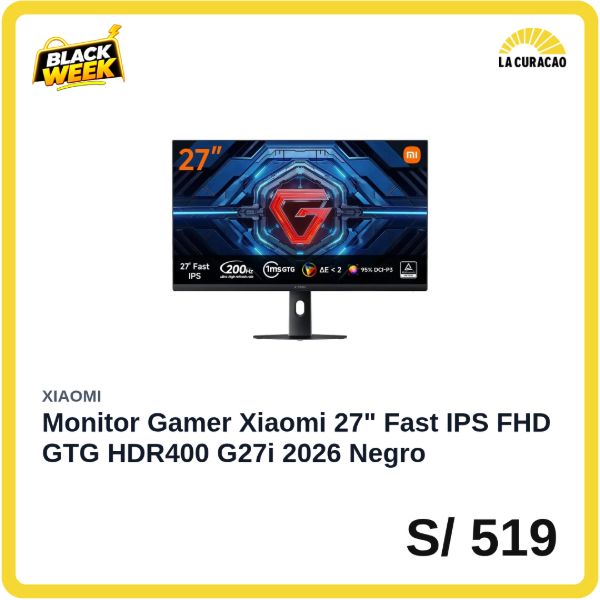 BLACK
WEEK
LA CURACAO
27"
27" Fast
IPS
200Hz
1ms GTG
ΔE < 2
95% DCI-P3
XIAOMI
Monitor Gamer Xiaomi 27" Fast IPS FHD
GTG HDR400 G27i 2026 Negro
S/ 519